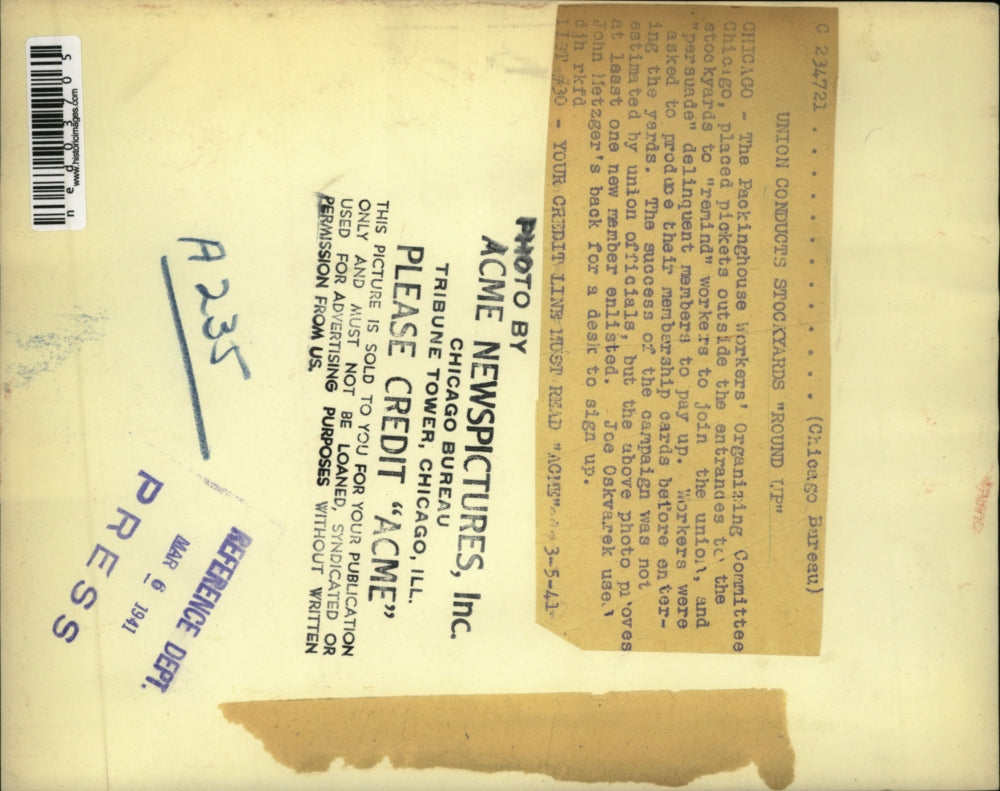 C 234721 . . . . . . . . . . . . . . . (Chicago Bureau)
UNION CONDUCTS STOCKYARDS "ROUND UP"
CHICAGO - The Packinghouse Workers' Organizing Committee
Chicago, placed pickets outside the entrandes to the
stockyards to "remind" workers to join the union, and
"persuade" delinquent members to pay up. Workers were
asked to produce their membership cards before enter-
ing the yards. The success of the campaign was not
estimated by union officials, but the above photo proves
at least one new member enlisted. Joe Oskvarek uses
John Metzger's back for a desk to sign up.
djh rkfd
LIST #30 - YOUR CREDIT LINE MUST READ "ACME" 3-5-41
PHOTO BY
ACME NEWSPICTURES, Inc.
CHICAGO BUREAU
TRIBUNE TOWER, CHICAGO, ILL.
PLEASE CREDIT "ACME"
THIS PICTURE IS SOLD TO YOU FOR YOUR PUBLICATION
ONLY AND MUST NOT BE LOANED, SYNDICATED OR
USED FOR ADVERTISING PURPOSES WITHOUT WRITTEN
PERMISSION FROM US.
A 235
REFERENCE DEPT.
MAR 6 1941
PRESS
www.historicimages.com
ned03705